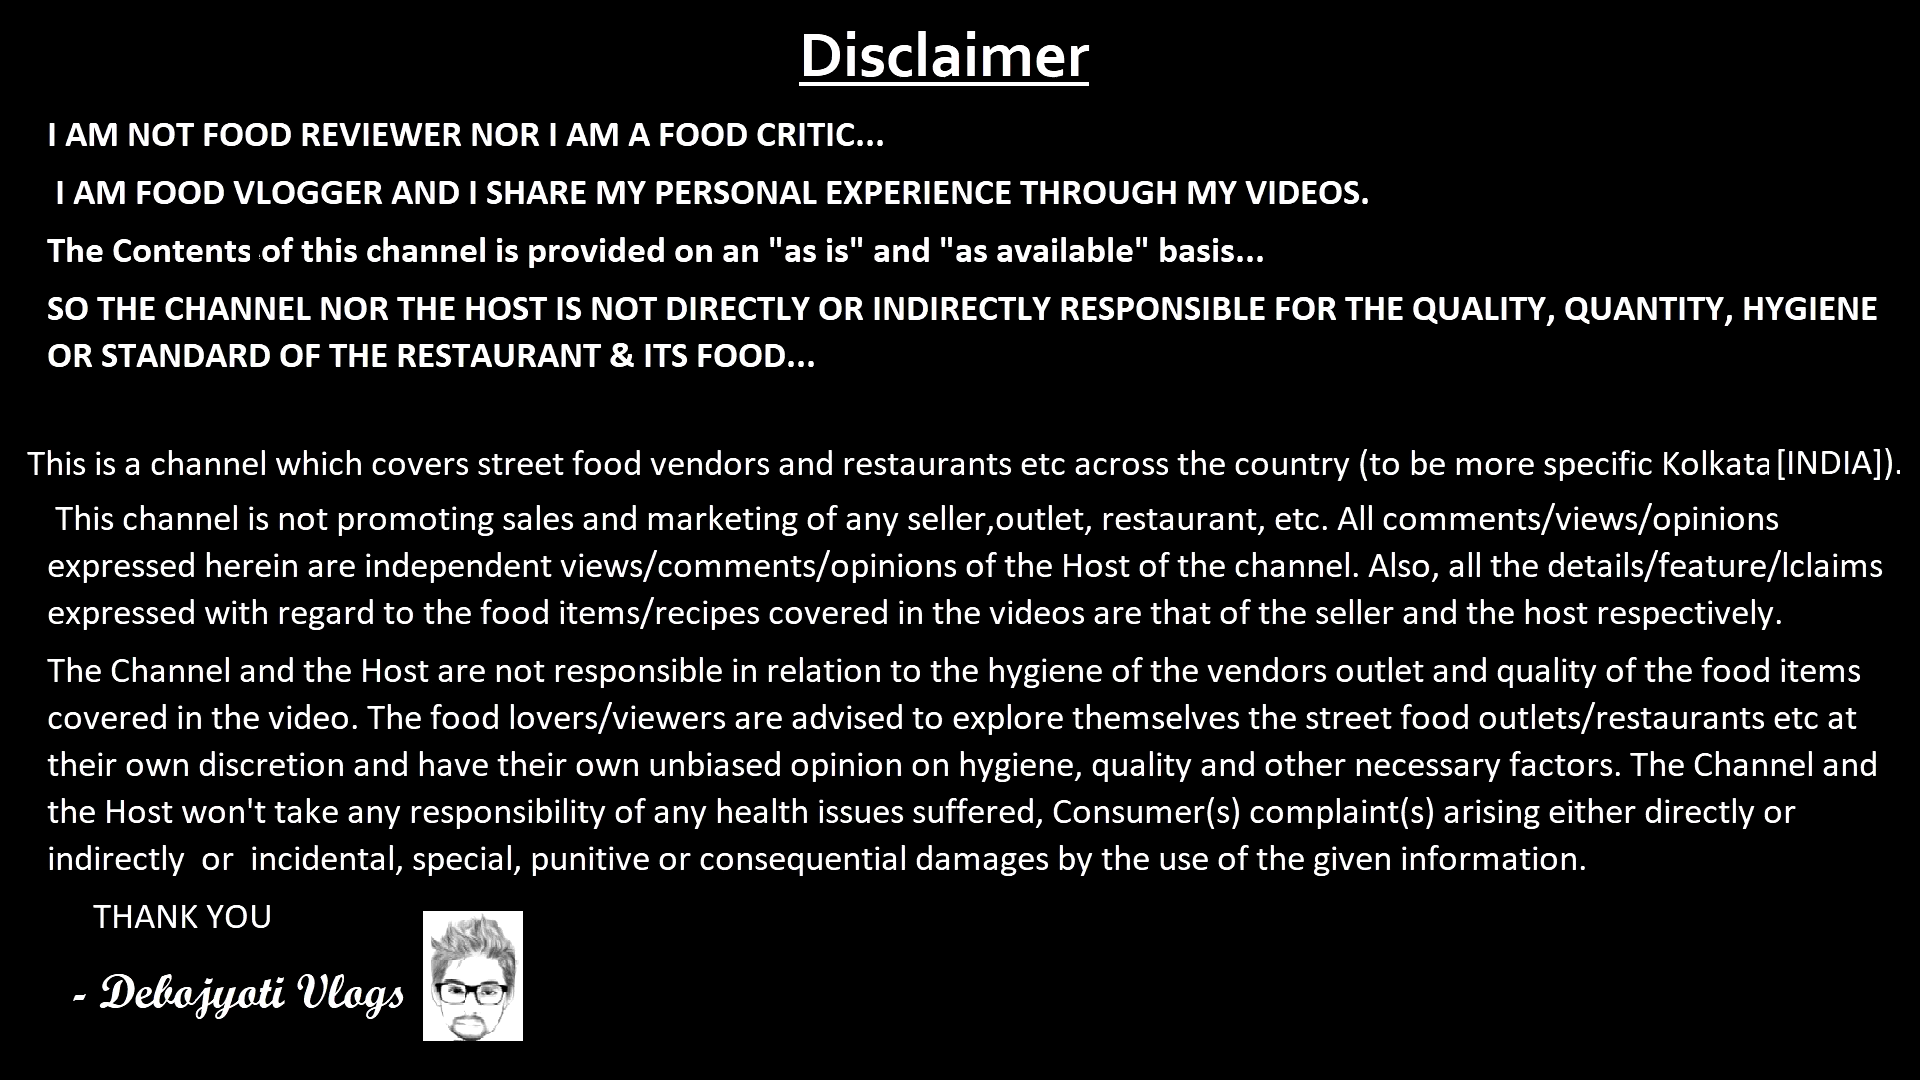 Disclaimer
I AM NOT FOOD REVIEWER NOR I AM A FOOD CRITIC...
I AM FOOD VLOGGER AND I SHARE MY PERSONAL EXPERIENCE THROUGH MY VIDEOS.
The Contents of this channel is provided on an "as is" and "as available" basis...
SO THE CHANNEL NOR THE HOST IS NOT DIRECTLY OR INDIRECTLY RESPONSIBLE FOR THE QUALITY, QUANTITY, HYGIENE
OR STANDARD OF THE RESTAURANT & ITS FOOD...
This is a channel which covers street food vendors and restaurants etc across the country (to be more specific Kolkata [INDIA]).
This channel is not promoting sales and marketing of any seller,outlet, restaurant, etc. All comments/views/opinions
expressed herein are independent views/comments/opinions of the Host of the channel. Also, all the details/feature/lclaims
expressed with regard to the food items/recipes covered in the videos are that of the seller and the host respectively.
The Channel and the Host are not responsible in relation to the hygiene of the vendors outlet and quality of the food items
covered in the video. The food lovers/viewers are advised to explore themselves the street food outlets/restaurants etc at
their own discretion and have their own unbiased opinion on hygiene, quality and other necessary factors. The Channel and
the Host won't take any responsibility of any health issues suffered, Consumer(s) complaint(s) arising either directly or
indirectly or incidental, special, punitive or consequential damages by the use of the given information.
THANK YOU
- Debojyoti Vlogs